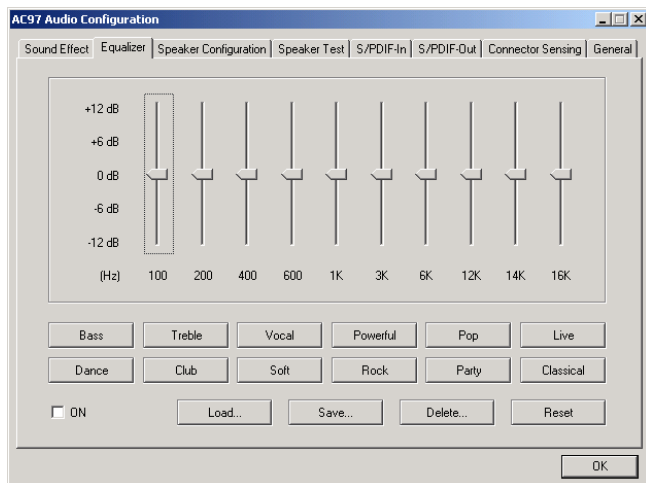 AC97 Audio Configuration
Sound Effect Equalizer Speaker Configuration Speaker Test S/PDIF-In S/PDIF-Out Connector Sensing General
+12 dB
+6 dB
0 dB
-6 dB
-12 dB
(Hz) 100 200 400 600 1K 3K 6K 12K 14K 16K
Bass Treble Vocal Powerful Pop Live
Dance Club Soft Rock Party Classical
ON Load... Save... Delete... Reset
OK